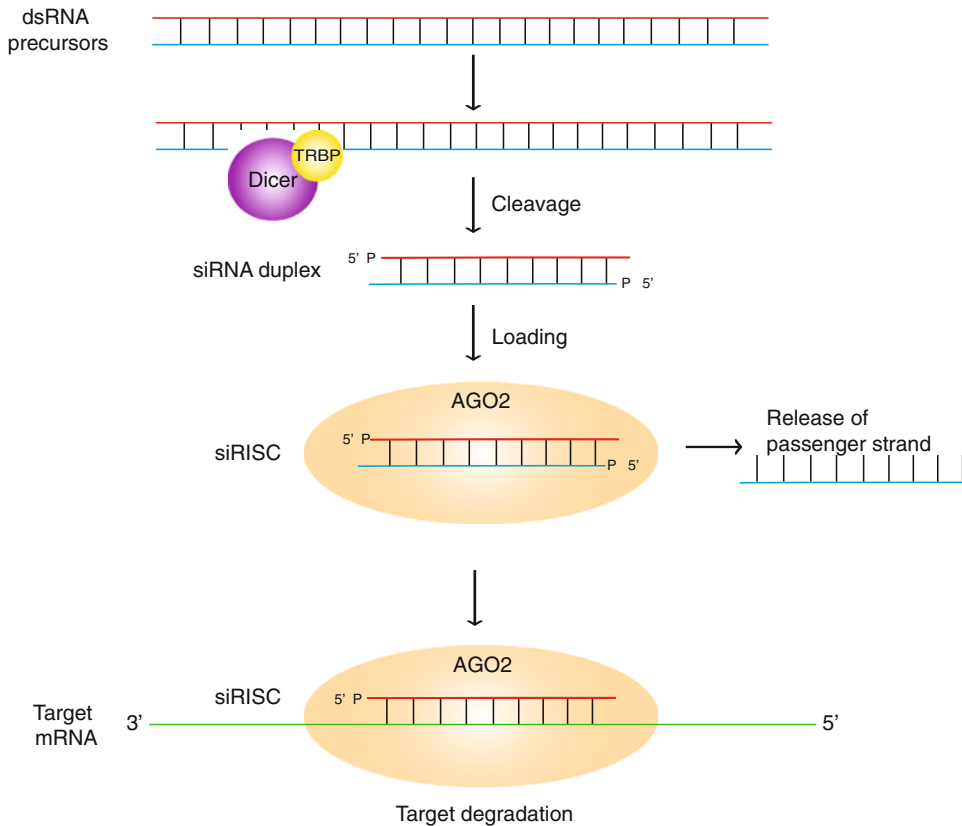 dsRNA
precursors
TRBP
Dicer
Cleavage
siRNA duplex
5’ P
P 5’
Loading
AGO2
siRISC
5’ P
P 5’
Release of
passenger strand
AGO2
siRISC
5’ P
Target
mRNA
3’
5’
Target degradation